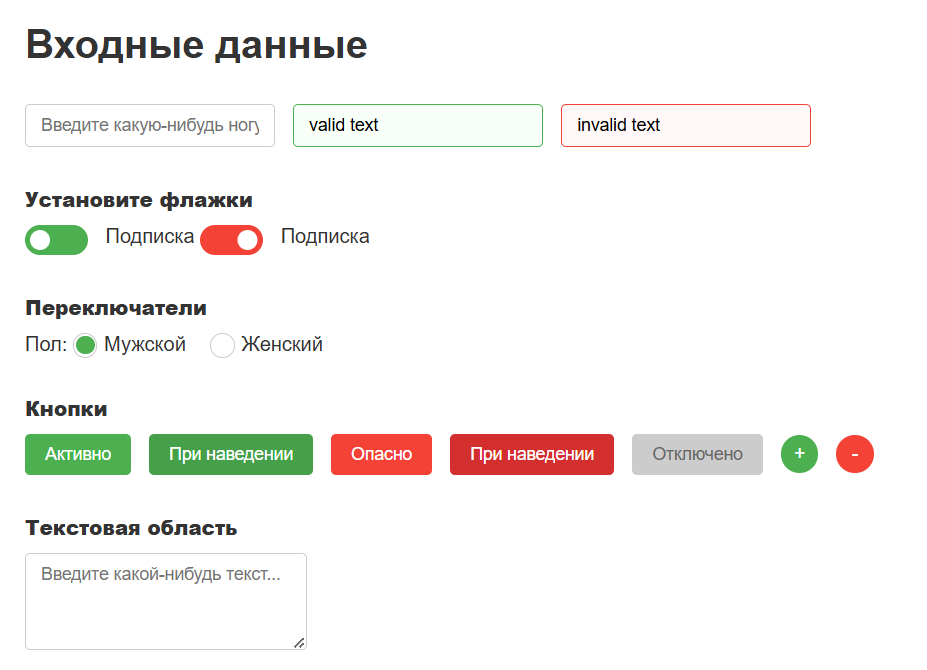 Входные данные
Введите какую-нибудь ногу
valid text
invalid text
Установите флажки
Подписка
Подписка
Переключатели
Пол: Мужской Женский
Кнопки
Активно
При наведении
Опасно
При наведении
Отключено
+
-
Текстовая область
Введите какой-нибудь текст...